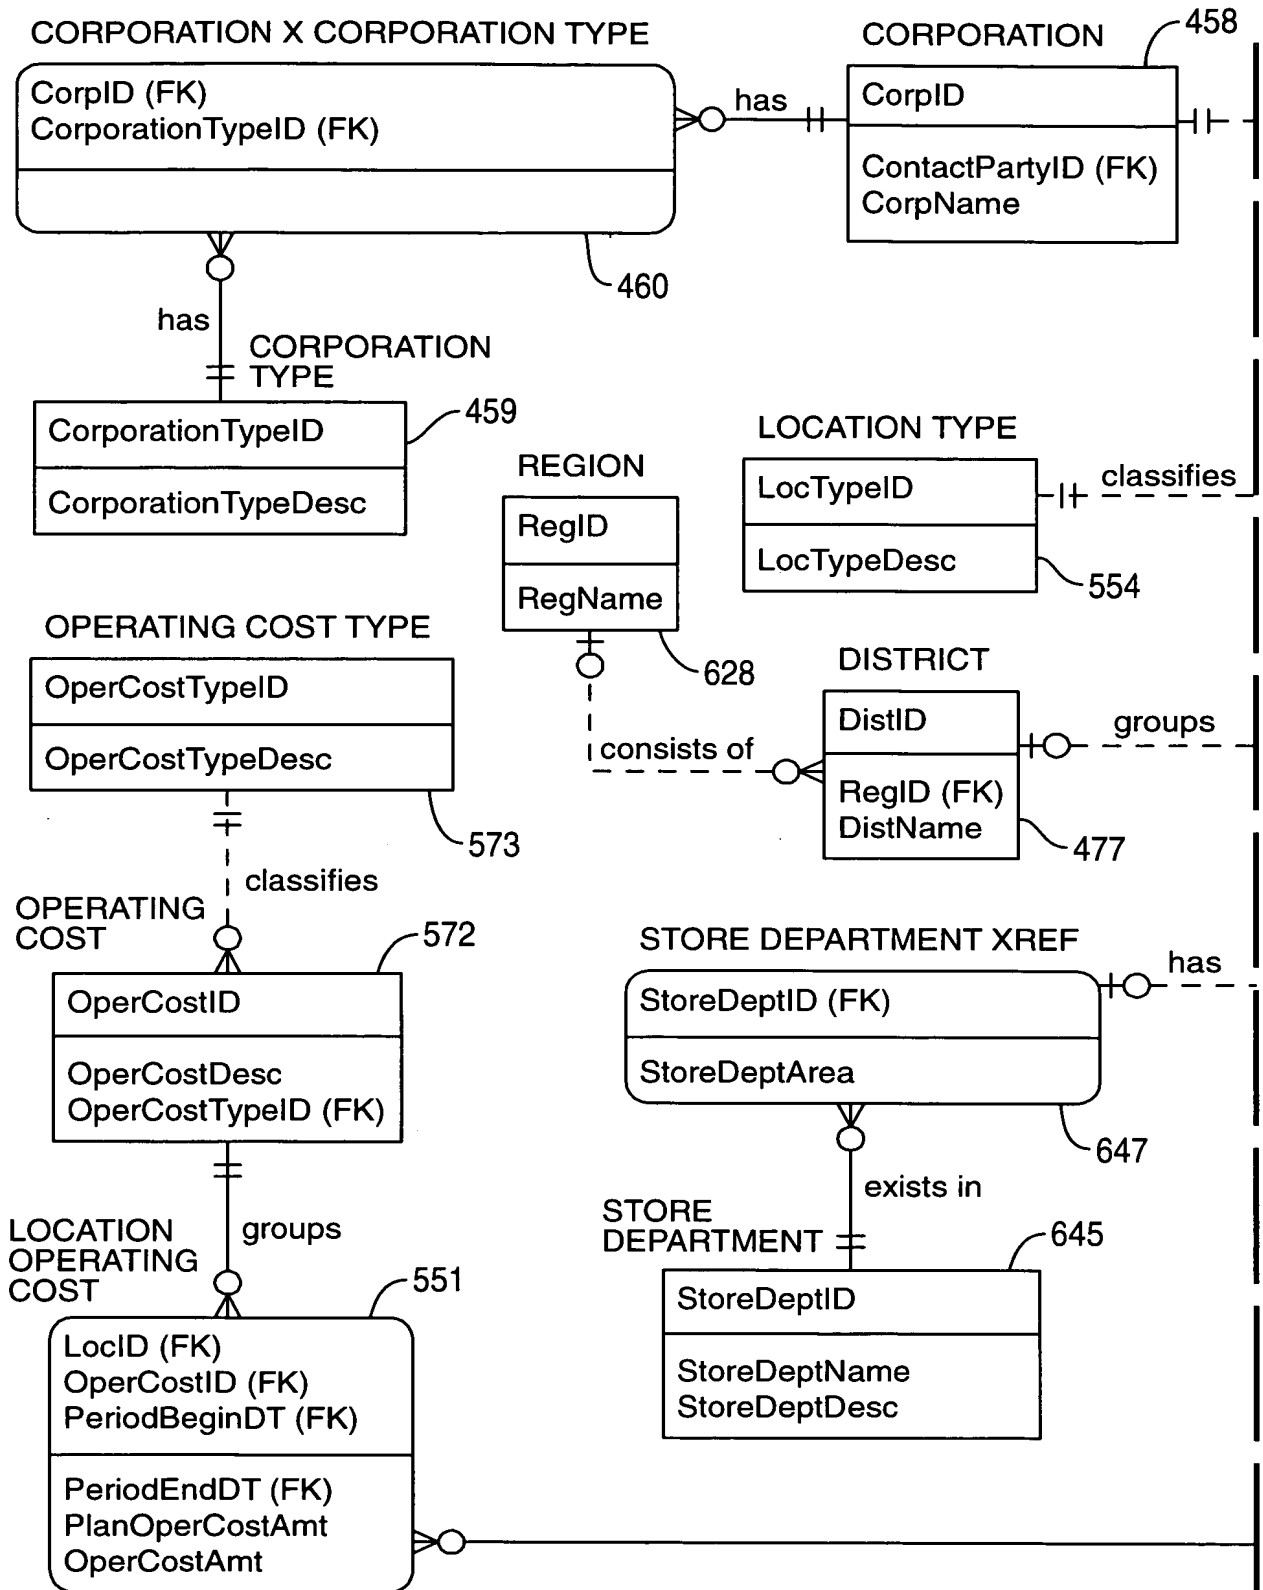 CORPORATION X CORPORATION TYPE
CorpID (FK)
CorporationTypeID (FK)
460
has
CORPORATION
458
CorpID
ContactPartyID (FK)
CorpName
has
CORPORATION
TYPE
459
CorporationTypeID
CorporationTypeDesc
REGION
RegID
RegName
628
LOCATION TYPE
LocTypeID
LocTypeDesc
554
classifies
OPERATING COST TYPE
OperCostTypeID
OperCostTypeDesc
573
consists of
DISTRICT
DistID
RegID (FK)
DistName
477
groups
classifies
OPERATING
COST
572
OperCostID
OperCostDesc
OperCostTypeID (FK)
STORE DEPARTMENT XREF
StoreDeptID (FK)
StoreDeptArea
647
has
exists in
STORE
DEPARTMENT
645
StoreDeptID
StoreDeptName
StoreDeptDesc
groups
LOCATION
OPERATING
COST
551
LocID (FK)
OperCostID (FK)
PeriodBeginDT (FK)
PeriodEndDT (FK)
PlanOperCostAmt
OperCostAmt